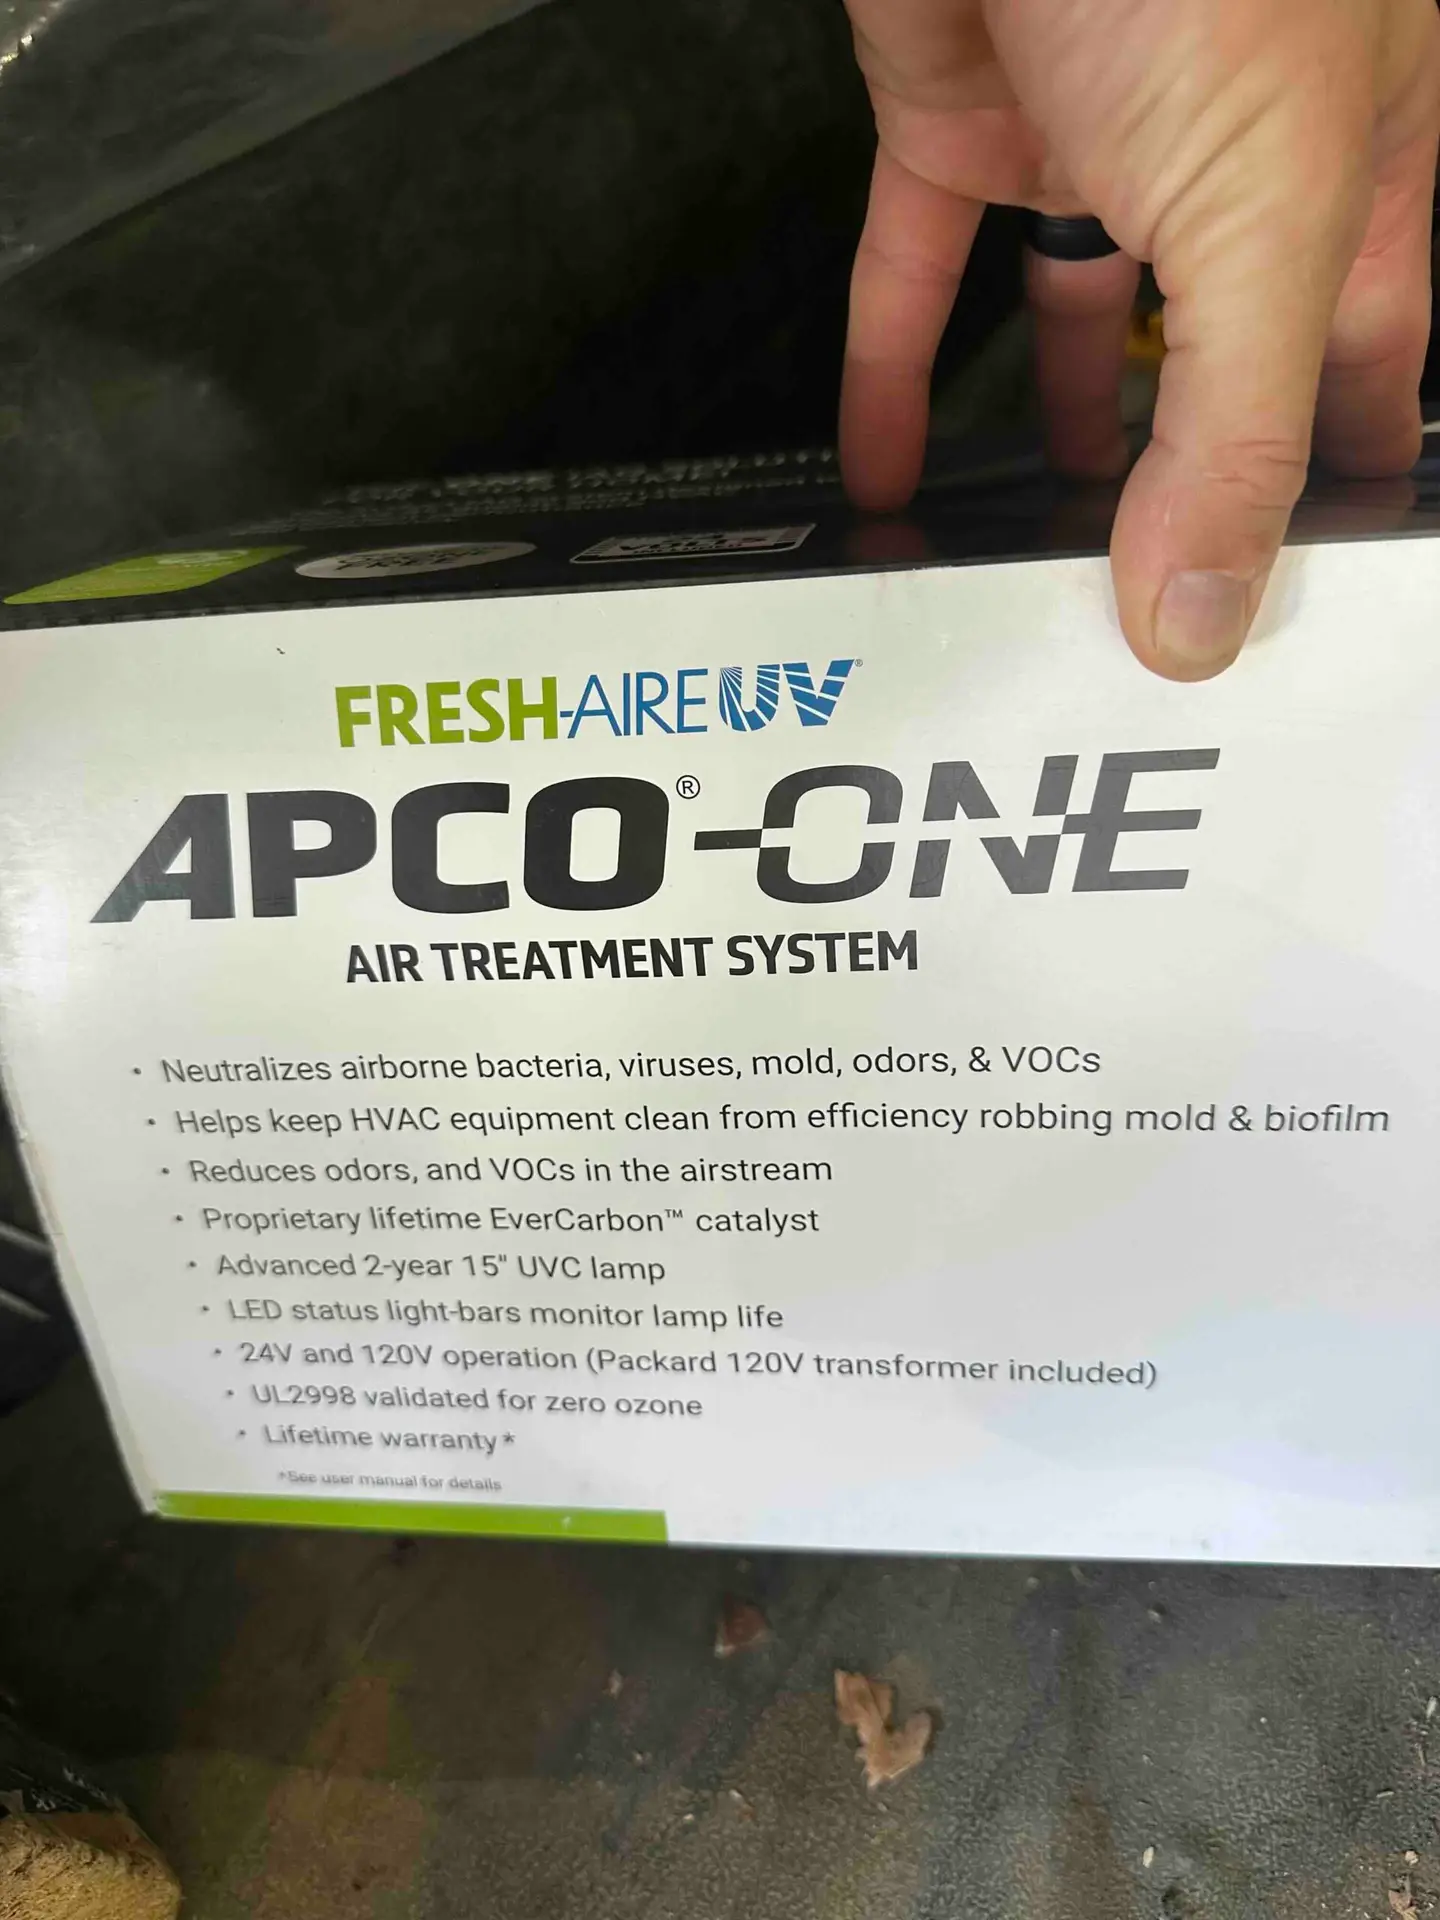 FREE
FRESH-AIRE UV®
APCO®-ONE
AIR TREATMENT SYSTEM
• Neutralizes airborne bacteria, viruses, mold, odors, & VOCs
• Helps keep HVAC equipment clean from efficiency robbing mold & biofilm
• Reduces odors, and VOCs in the airstream
• Proprietary lifetime EverCarbon™ catalyst
• Advanced 2-year 15" UVC lamp
• LED status light-bars monitor lamp life
• 24V and 120V operation (Packard 120V transformer included)
• UL2998 validated for zero ozone
• Lifetime warranty*
*See user manual for details